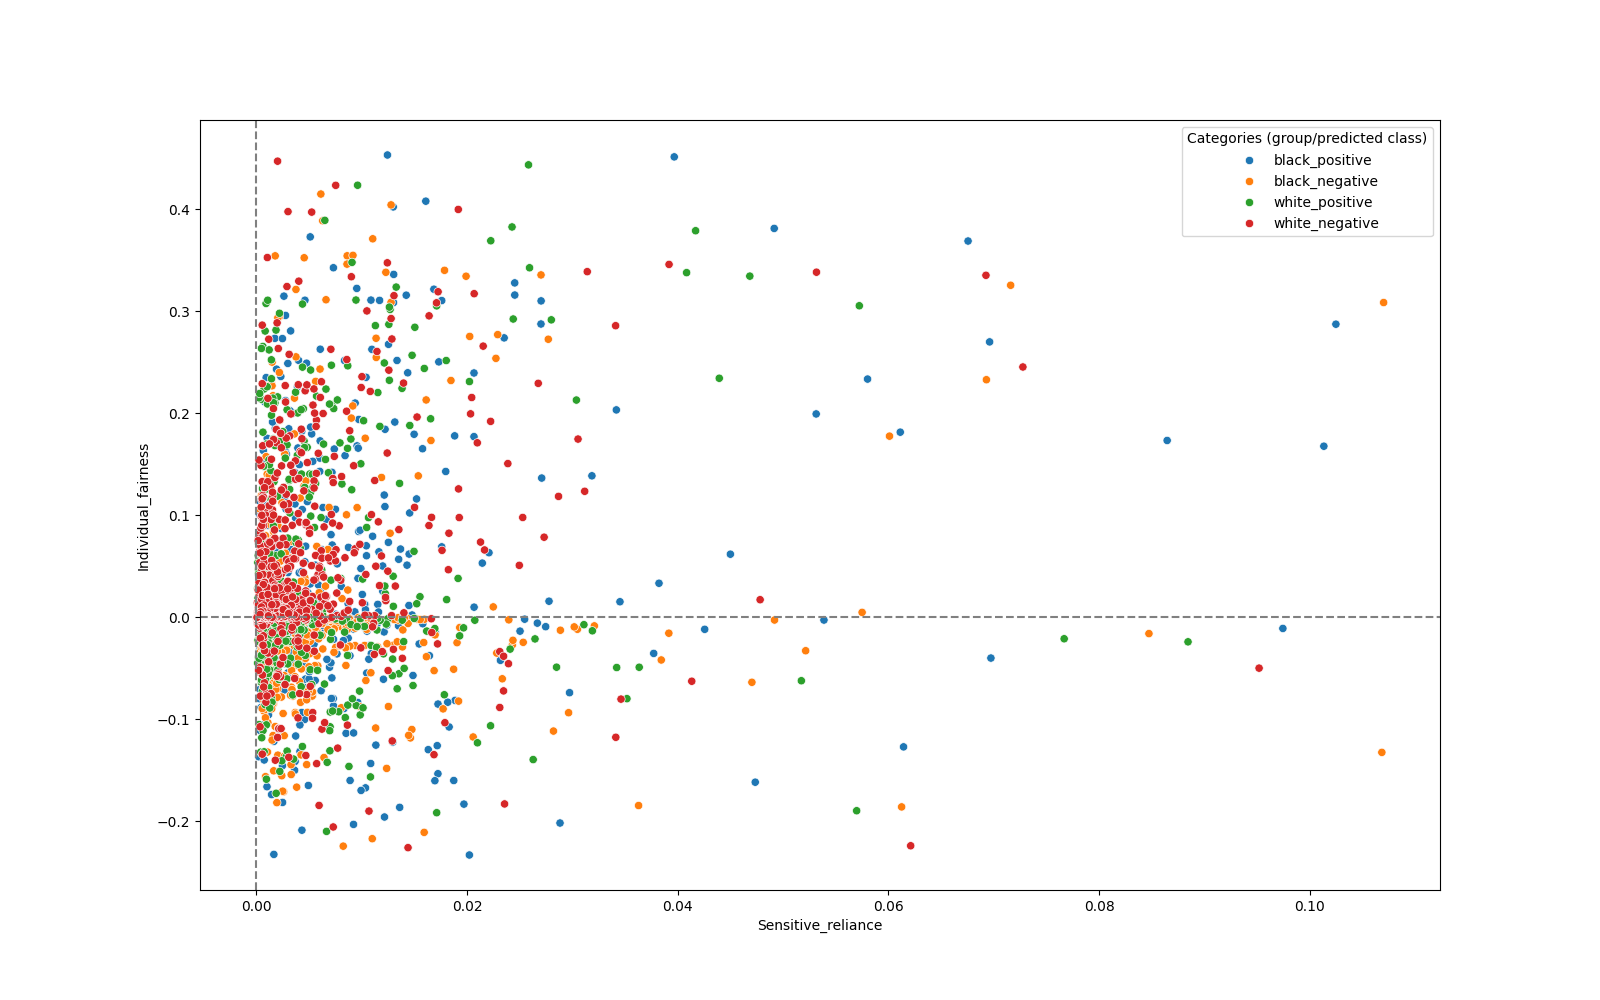 Categories (group/predicted class)
black_positive
black_negative
white_positive
white_negative
Individual_fairness
0.4
0.3
0.2
0.1
0.0
−0.1
−0.2
0.00 0.02 0.04 0.06 0.08 0.10
Sensitive_reliance